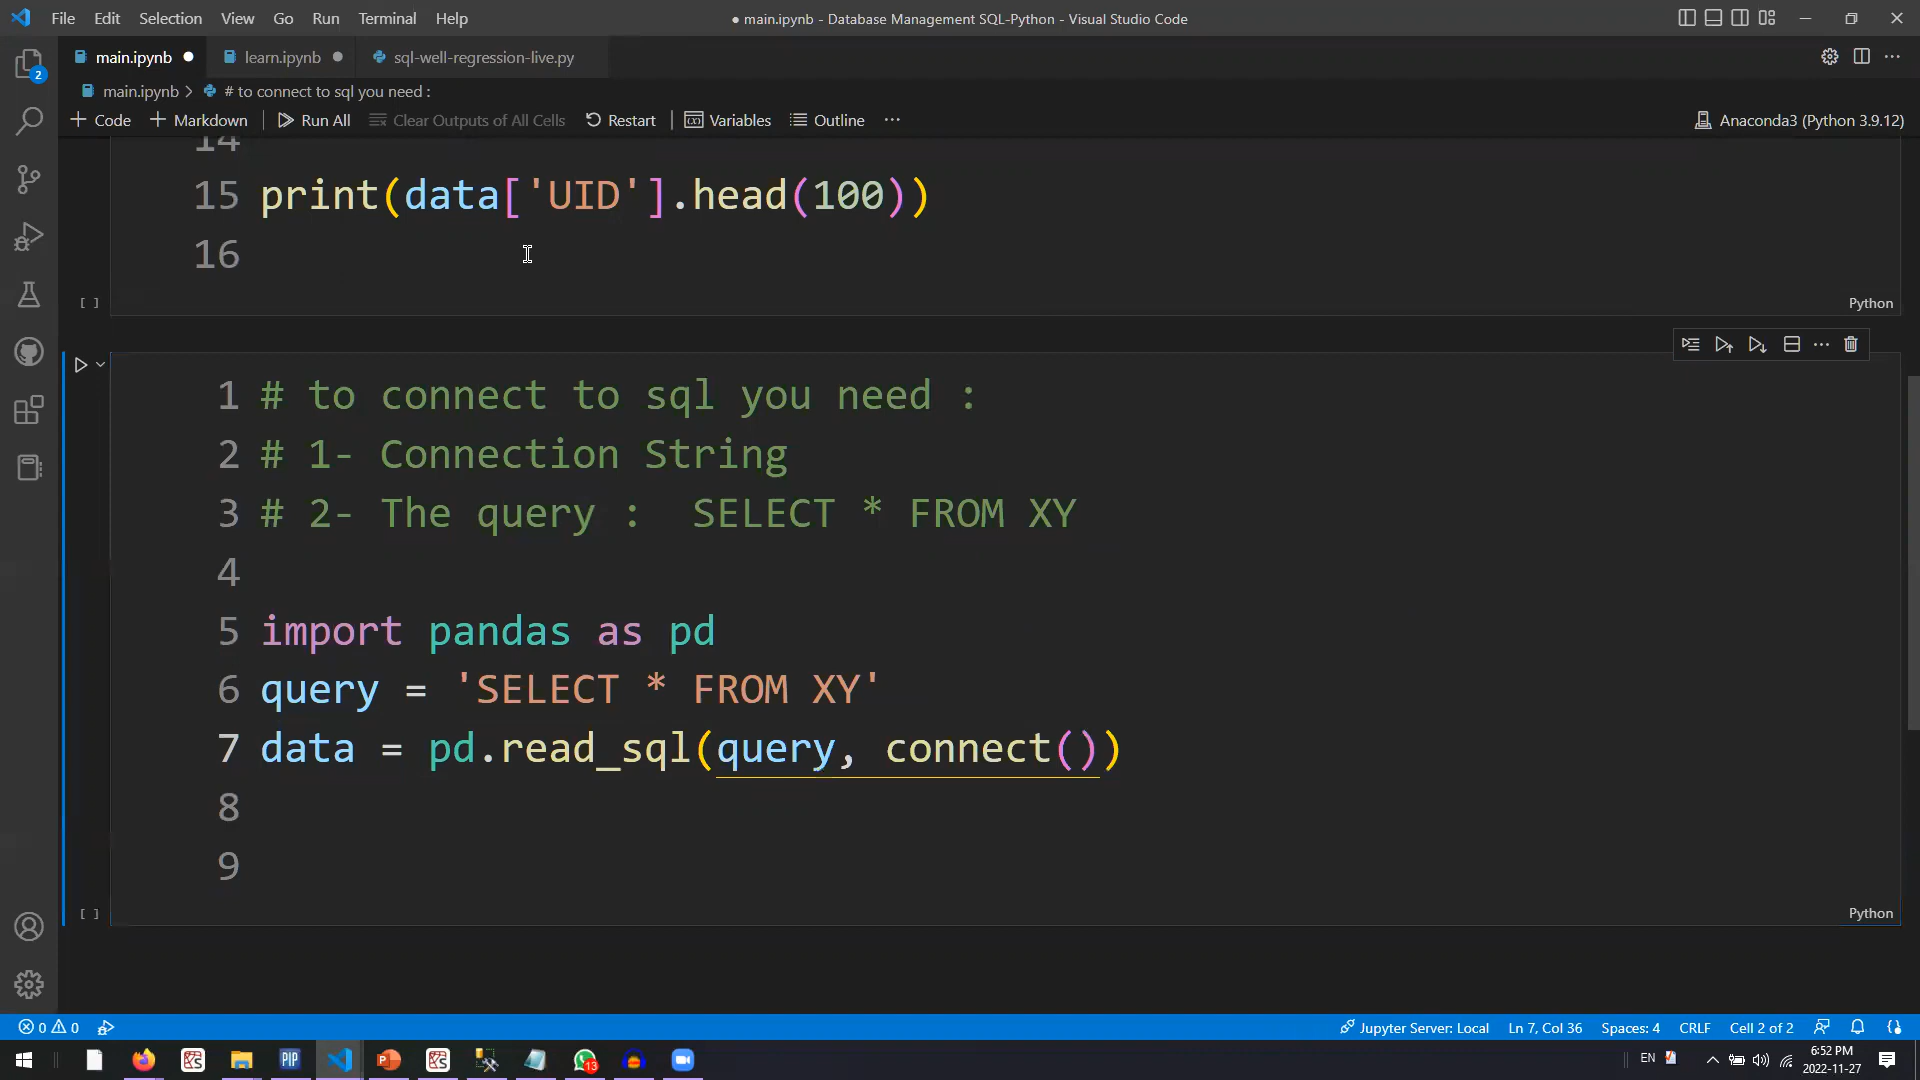 File Edit Selection View Go Run Terminal Help
● main.ipynb - Database Management SQL-Python - Visual Studio Code
main.ipynb learn.ipynb sql-well-regression-live.py
main.ipynb > # to connect to sql you need :
+ Code + Markdown Run All Clear Outputs of All Cells Restart Variables Outline ...
Anaconda3 (Python 3.9.12)
14
15 print(data['UID'].head(100))
16
[ ] Python
1 # to connect to sql you need :
2 # 1- Connection String
3 # 2- The query :  SELECT * FROM XY
4
5 import pandas as pd
6 query = 'SELECT * FROM XY'
7 data = pd.read_sql(query, connect())
8
9
[ ] Python
2
0 0 Jupyter Server: Local Ln 7, Col 36 Spaces: 4 CRLF Cell 2 of 2
PIP 13 EN 6:52 PM
2022-11-27